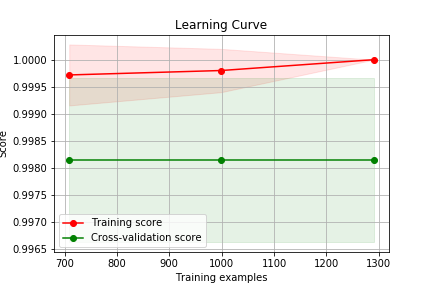 Learning Curve
1.0000
0.9995
0.9990
0.9985
0.9980
0.9975
0.9970
0.9965
Score
Training score
Cross-validation score
700 800 900 1000 1100 1200 1300
Training examples